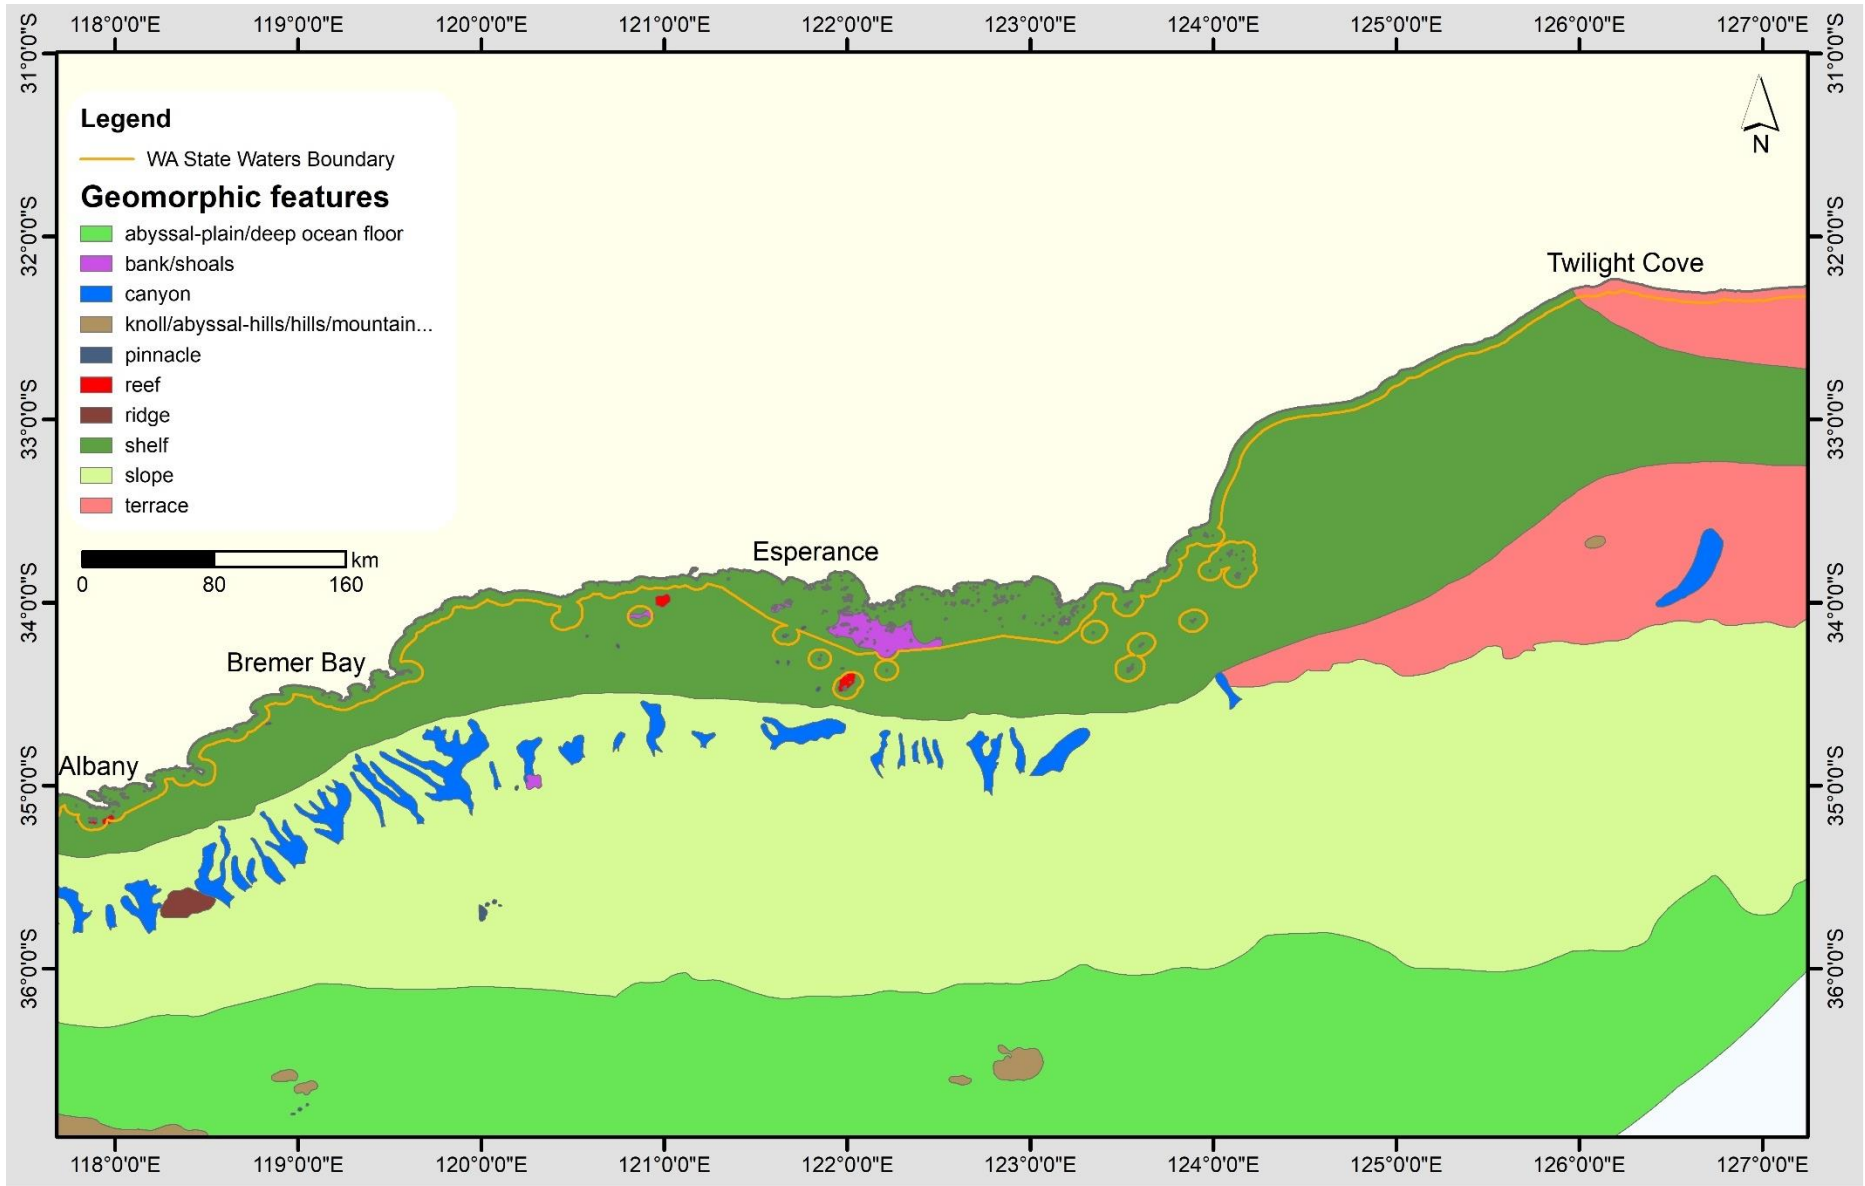 118°0'0"E 119°0'0"E 120°0'0"E 121°0'0"E 122°0'0"E 123°0'0"E 124°0'0"E 125°0'0"E 126°0'0"E 127°0'0"E
31°0'0"S
32°0'0"S
33°0'0"S
34°0'0"S
35°0'0"S
36°0'0"S
Legend
WA State Waters Boundary
Geomorphic features
abyssal-plain/deep ocean floor
bank/shoals
canyon
knoll/abyssal-hills/hills/mountain...
pinnacle
reef
ridge
shelf
slope
terrace
km
0 80 160
N
Twilight Cove
Esperance
Bremer Bay
Albany
31°0'0"S
32°0'0"S
33°0'0"S
34°0'0"S
35°0'0"S
36°0'0"S
118°0'0"E 119°0'0"E 120°0'0"E 121°0'0"E 122°0'0"E 123°0'0"E 124°0'0"E 125°0'0"E 126°0'0"E 127°0'0"E